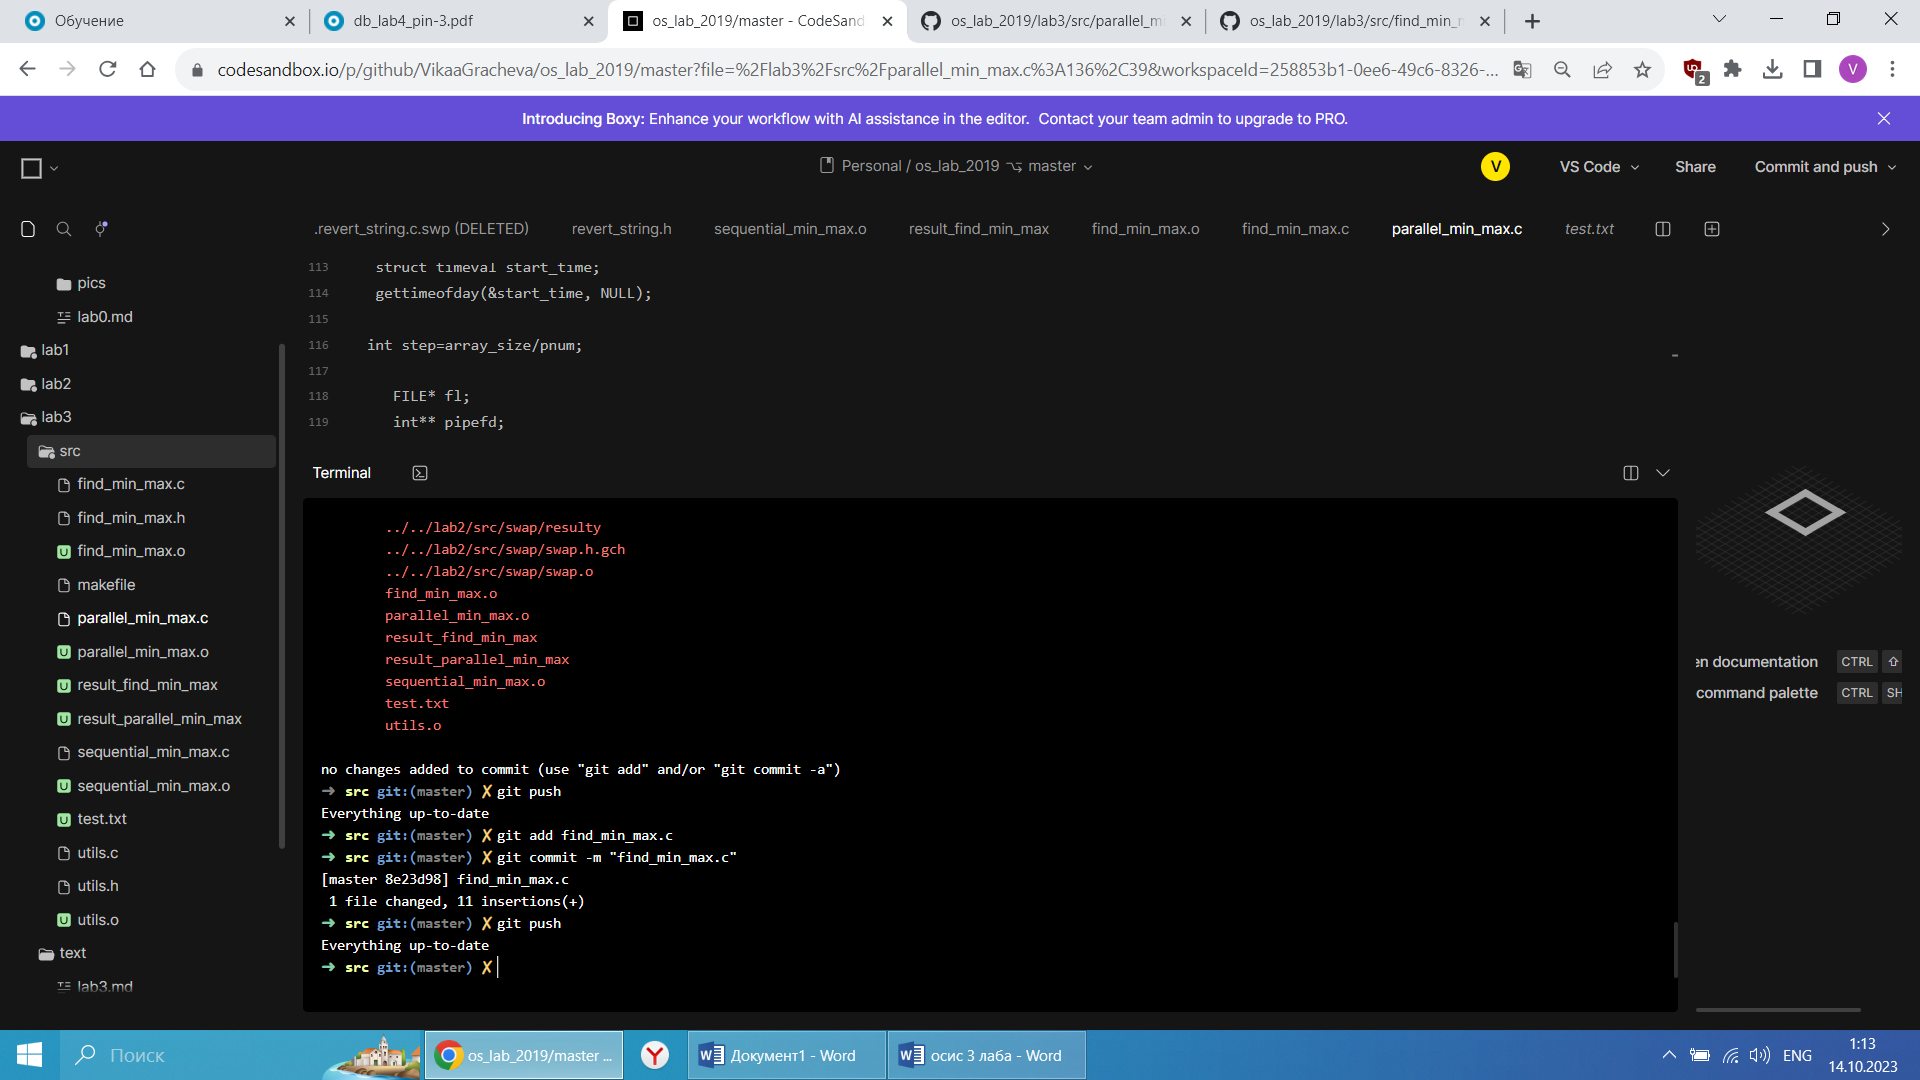 Обучение
db_lab4_pin-3.pdf
os_lab_2019/master - CodeSand
os_lab_2019/lab3/src/parallel_mi
os_lab_2019/lab3/src/find_min_m
codesandbox.io/p/github/VikaaGracheva/os_lab_2019/master?file=%2Flab3%2Fsrc%2Fparallel_min_max.c%3A136%2C39&workspaceId=258853b1-0ee6-49c6-8326-...
2
V
Introducing Boxy: Enhance your workflow with AI assistance in the editor. Contact your team admin to upgrade to PRO.
Personal / os_lab_2019 master
V
VS Code
Share
Commit and push
.revert_string.c.swp (DELETED)
revert_string.h
sequential_min_max.o
result_find_min_max
find_min_max.o
find_min_max.c
parallel_min_max.c
test.txt
pics
lab0.md
lab1
lab2
lab3
src
find_min_max.c
find_min_max.h
U find_min_max.o
makefile
parallel_min_max.c
U parallel_min_max.o
U result_find_min_max
U result_parallel_min_max
sequential_min_max.c
U sequential_min_max.o
U test.txt
utils.c
utils.h
U utils.o
text
lab3.md
113 struct timeval start_time;
114 gettimeofday(&start_time, NULL);
115
116 int step=array_size/pnum;
117
118 FILE* fl;
119 int** pipefd;
Terminal
../../lab2/src/swap/resulty
../../lab2/src/swap/swap.h.gch
../../lab2/src/swap/swap.o
find_min_max.o
parallel_min_max.o
result_find_min_max
result_parallel_min_max
sequential_min_max.o
test.txt
utils.o
no changes added to commit (use "git add" and/or "git commit -a")
➜ src git:(master) ✗ git push
Everything up-to-date
➜ src git:(master) ✗ git add find_min_max.c
➜ src git:(master) ✗ git commit -m "find_min_max.c"
[master 8e23d98] find_min_max.c
1 file changed, 11 insertions(+)
➜ src git:(master) ✗ git push
Everything up-to-date
➜ src git:(master) ✗
en documentation CTRL ⇧
command palette CTRL SH
Поиск
os_lab_2019/master ...
Документ1 - Word
осис 3 лаба - Word
ENG
1:13
14.10.2023